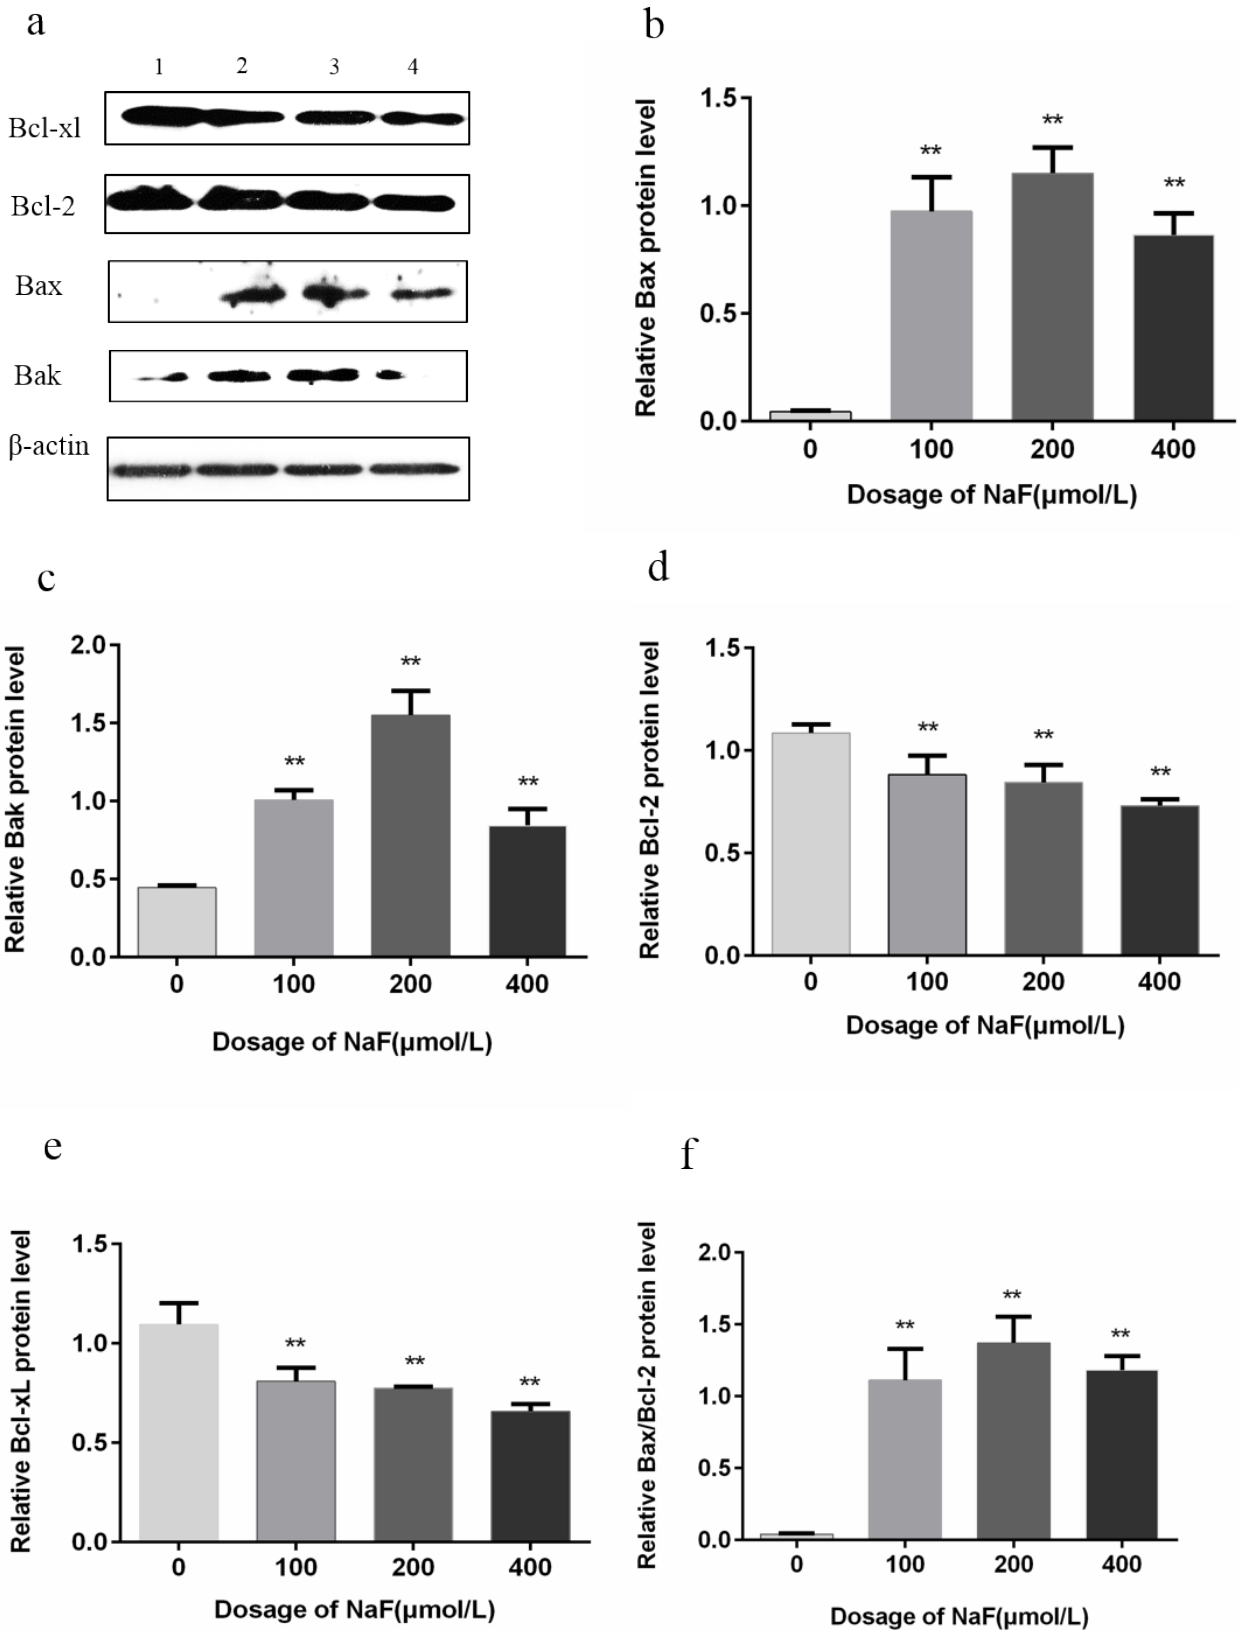 a
1 2 3 4
Bcl-xl
Bcl-2
Bax
Bak
β-actin
b
Relative Bax protein level
1.5
1.0
0.5
0.0
** ** **
0 100 200 400
Dosage of NaF(μmol/L)
c
Relative Bak protein level
2.0
1.5
1.0
0.5
0.0
** ** **
0 100 200 400
Dosage of NaF(μmol/L)
d
Relative Bcl-2 protein level
1.5
1.0
0.5
0.0
** ** **
0 100 200 400
Dosage of NaF(μmol/L)
e
Relative Bcl-xL protein level
1.5
1.0
0.5
0.0
** ** **
0 100 200 400
Dosage of NaF(μmol/L)
f
Relative Bax/Bcl-2 protein level
2.0
1.5
1.0
0.5
0.0
** ** **
0 100 200 400
Dosage of NaF(μmol/L)